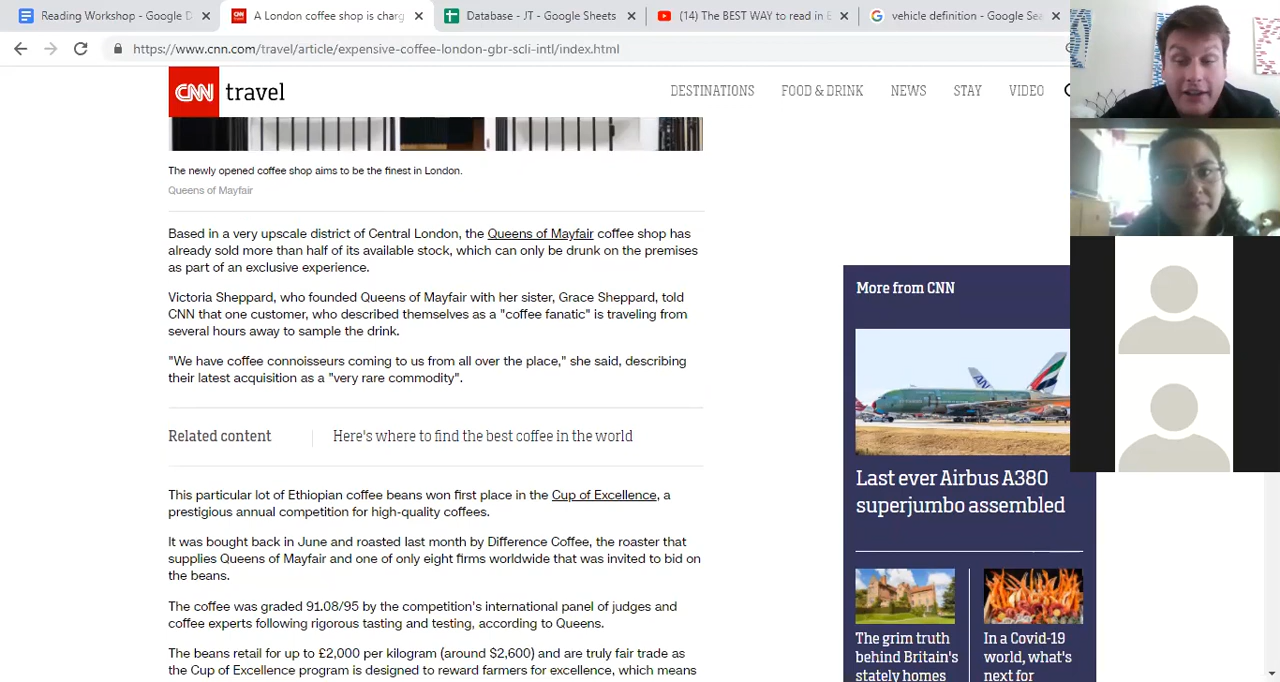 Reading Workshop - Google D
A London coffee shop is charg
Database - JT - Google Sheets
(14) The BEST WAY to read in E
vehicle definition - Google Sea
https://www.cnn.com/travel/article/expensive-coffee-london-gbr-scli-intl/index.html
CNN travel
DESTINATIONS FOOD & DRINK NEWS STAY VIDEO
The newly opened coffee shop aims to be the finest in London.
Queens of Mayfair
Based in a very upscale district of Central London, the Queens of Mayfair coffee shop has
already sold more than half of its available stock, which can only be drunk on the premises
as part of an exclusive experience.
Victoria Sheppard, who founded Queens of Mayfair with her sister, Grace Sheppard, told
CNN that one customer, who described themselves as a "coffee fanatic" is traveling from
several hours away to sample the drink.
"We have coffee connoisseurs coming to us from all over the place," she said, describing
their latest acquisition as a "very rare commodity".
Related content Here's where to find the best coffee in the world
This particular lot of Ethiopian coffee beans won first place in the Cup of Excellence, a
prestigious annual competition for high-quality coffees.
It was bought back in June and roasted last month by Difference Coffee, the roaster that
supplies Queens of Mayfair and one of only eight firms worldwide that was invited to bid on
the beans.
The coffee was graded 91.08/95 by the competition's international panel of judges and
coffee experts following rigorous tasting and testing, according to Queens.
The beans retail for up to £2,000 per kilogram (around $2,600) and are truly fair trade as
the Cup of Excellence program is designed to reward farmers for excellence, which means
More from CNN
ANA
Last ever Airbus A380
superjumbo assembled
The grim truth
behind Britain's
stately homes
In a Covid-19
world, what's
next for